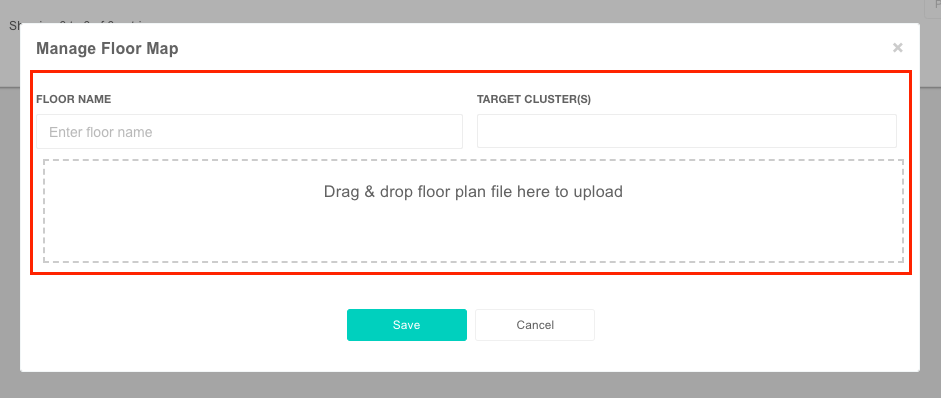 Manage Floor Map ×
FLOOR NAME TARGET CLUSTER(S)
Enter floor name
Drag & drop floor plan file here to upload
Save Cancel